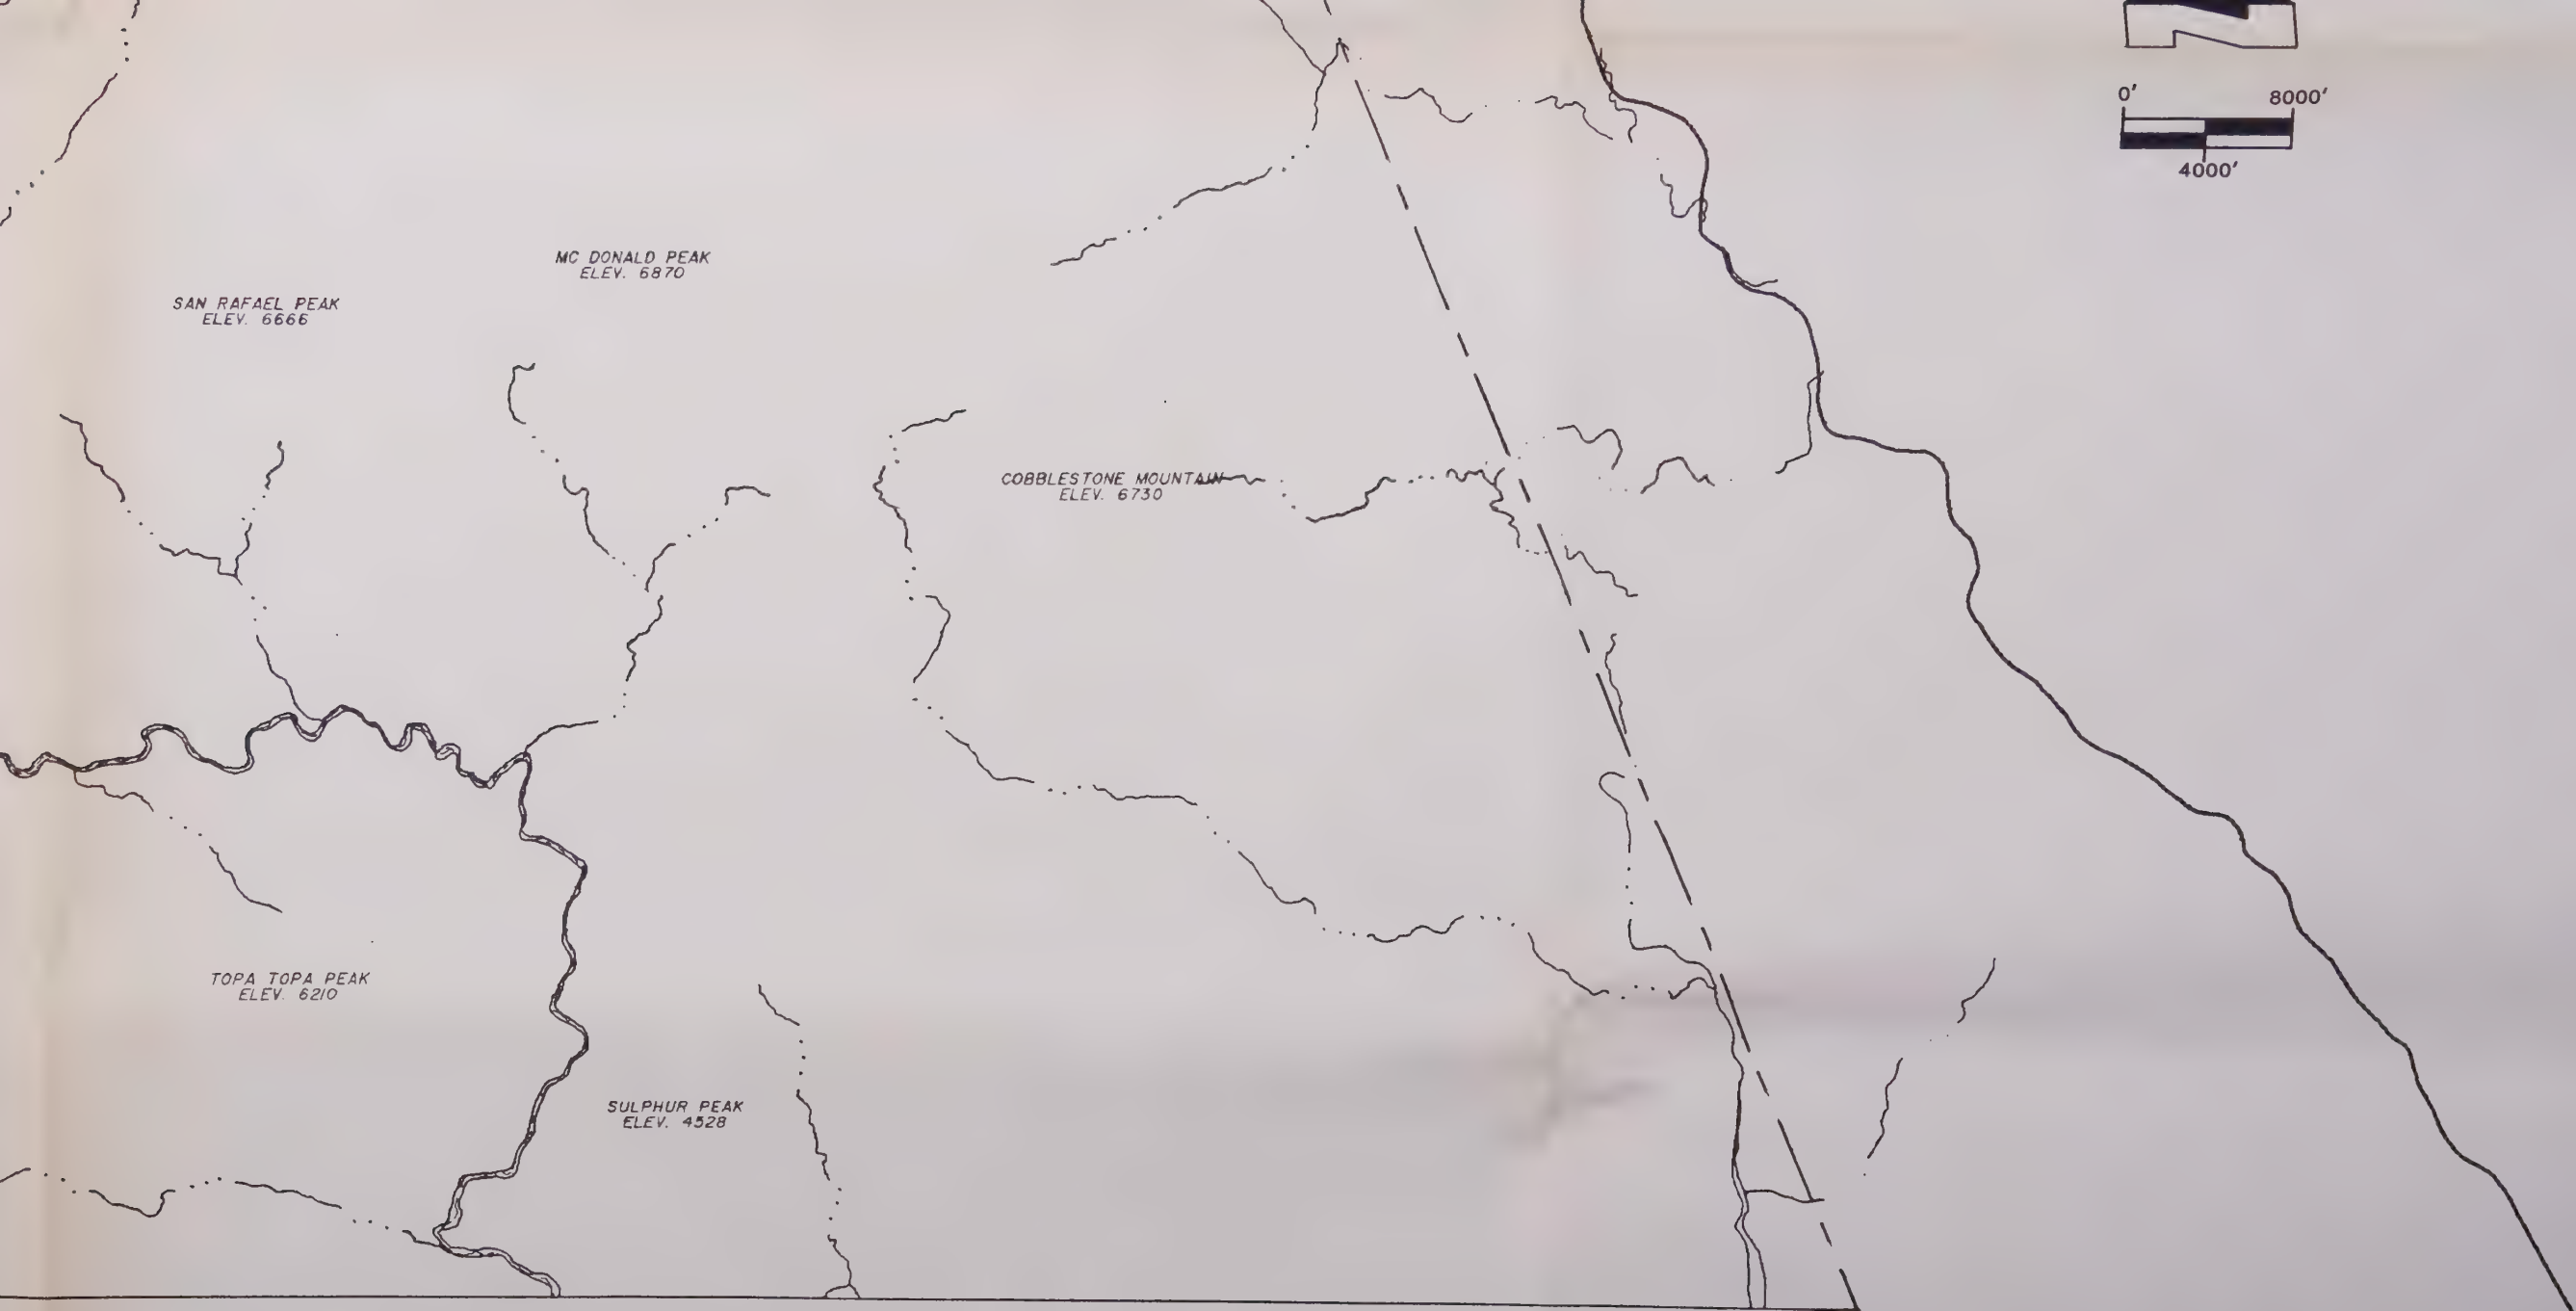 0' 8000'
4000'
MC DONALD PEAK
ELEV. 6870
SAN RAFAEL PEAK
ELEV. 6666
COBBLESTONE MOUNTAIN
ELEV. 6730
TOPA TOPA PEAK
ELEV. 6210
SULPHUR PEAK
ELEV. 4528